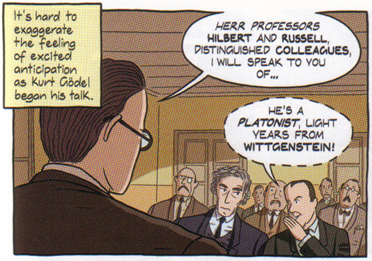 It's hard to
exaggerate the feeling
of excited
anticipation
as Kurt Gödel
began his talk.
HERR PROFESSORS
HILBERT AND RUSSELL,
DISTINGUISHED COLLEAGUES,
I WILL SPEAK TO YOU
OF...
HE'S A
PLATONIST, LIGHT
YEARS FROM
WITTGENSTEIN!